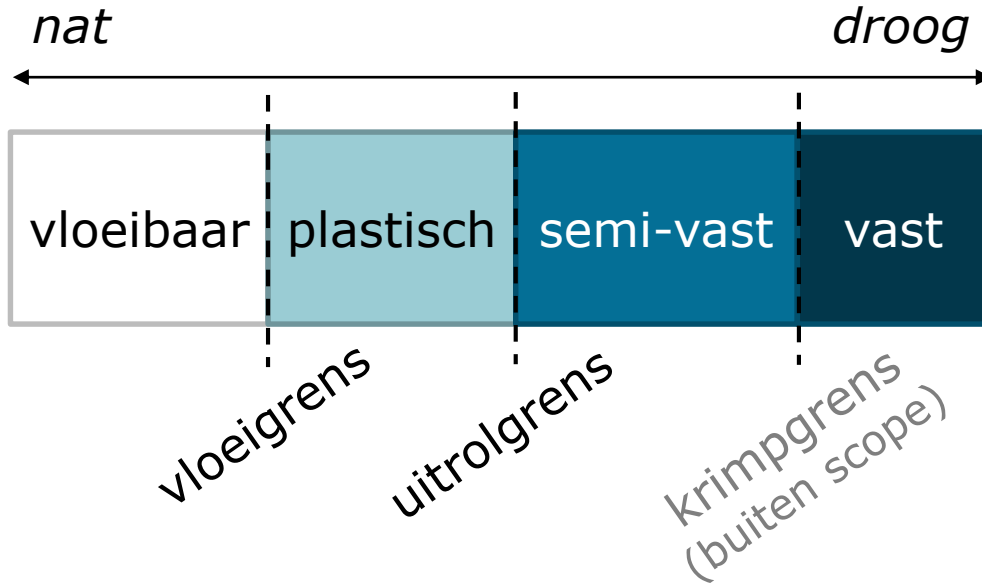 nat droog
vloeibaar plastisch semi-vast vast
vloeigrens
uitrolgrens
krimpgrens
(buiten scope)